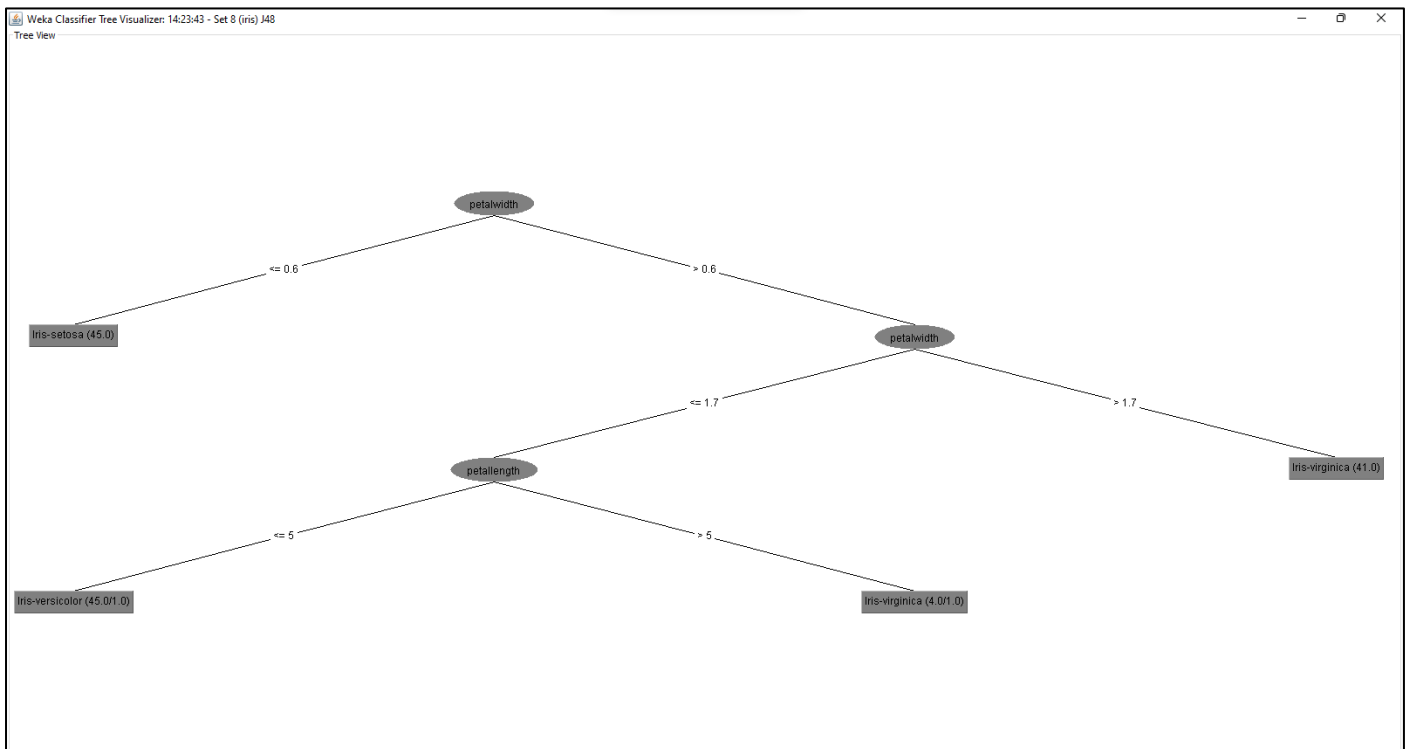 Weka Classifier Tree Visualizer: 14:23:43 - Set 8 (iris) J48
Tree View
petalwidth
<= 0.6
> 0.6
Iris-setosa (45.0)
petalwidth
<= 1.7
> 1.7
petallength
Iris-virginica (41.0)
<= 5
> 5
Iris-versicolor (45.0/1.0)
Iris-virginica (4.0/1.0)